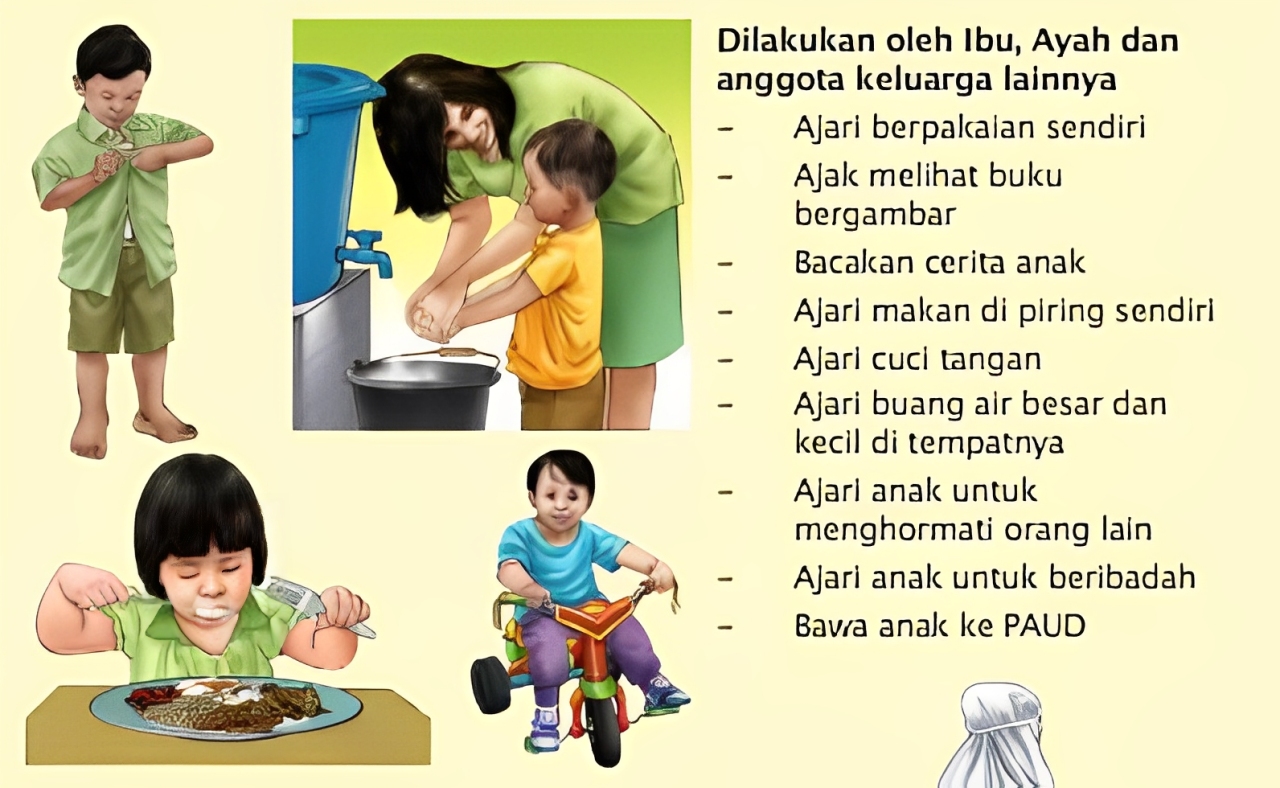 Dilakukan oleh Ibu, Ayah dan
anggota keluarga lainnya
- Ajari berpakaian sendiri
- Ajak melihat buku
bergambar
- Bacakan cerita anak
- Ajari makan di piring sendiri
- Ajari cuci tangan
- Ajari buang air besar dan
kecil di tempatnya
- Ajari anak untuk
menghormati orang lain
- Ajari anak untuk beribadah
- Bawa anak ke PAUD